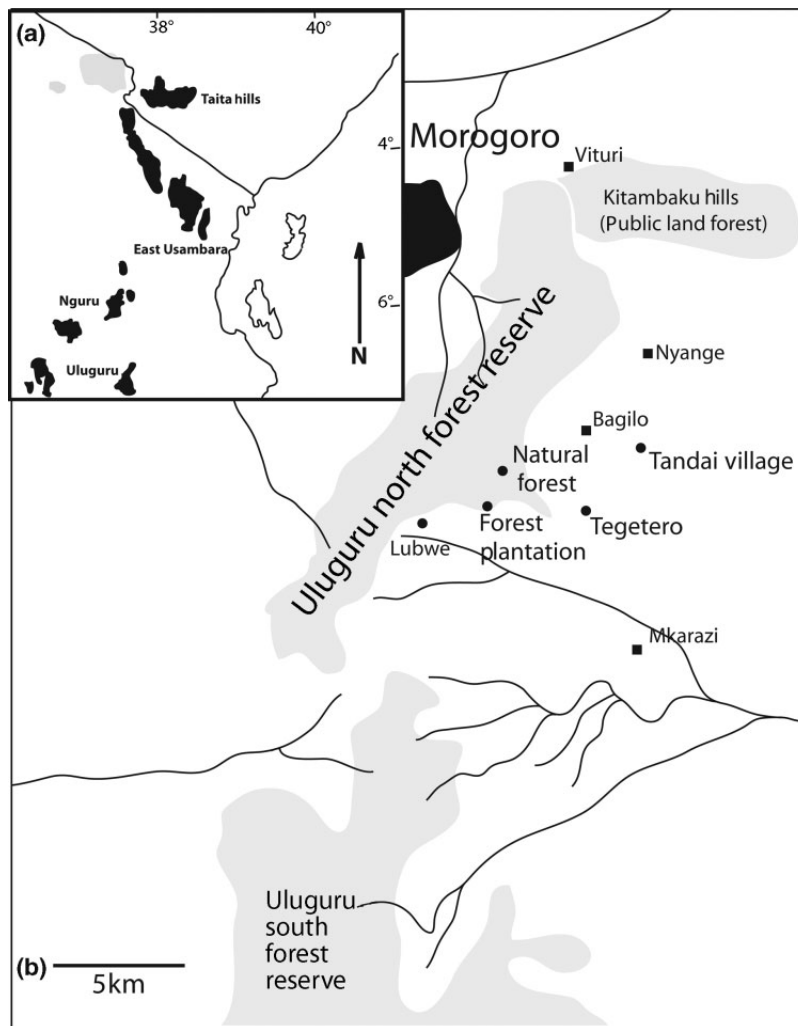 (a)
38°
40°
Taita hills
4°
East Usambara
Nguru
6°
Uluguru
N
Morogoro
Vituri
Kitambaku hills
(Public land forest)
Uluguru north forest reserve
Nyange
Bagilo
Natural
forest
Tandai village
Lubwe
Forest
plantation
Tegetero
Mkarazi
Uluguru
south
forest
reserve
(b)
5km